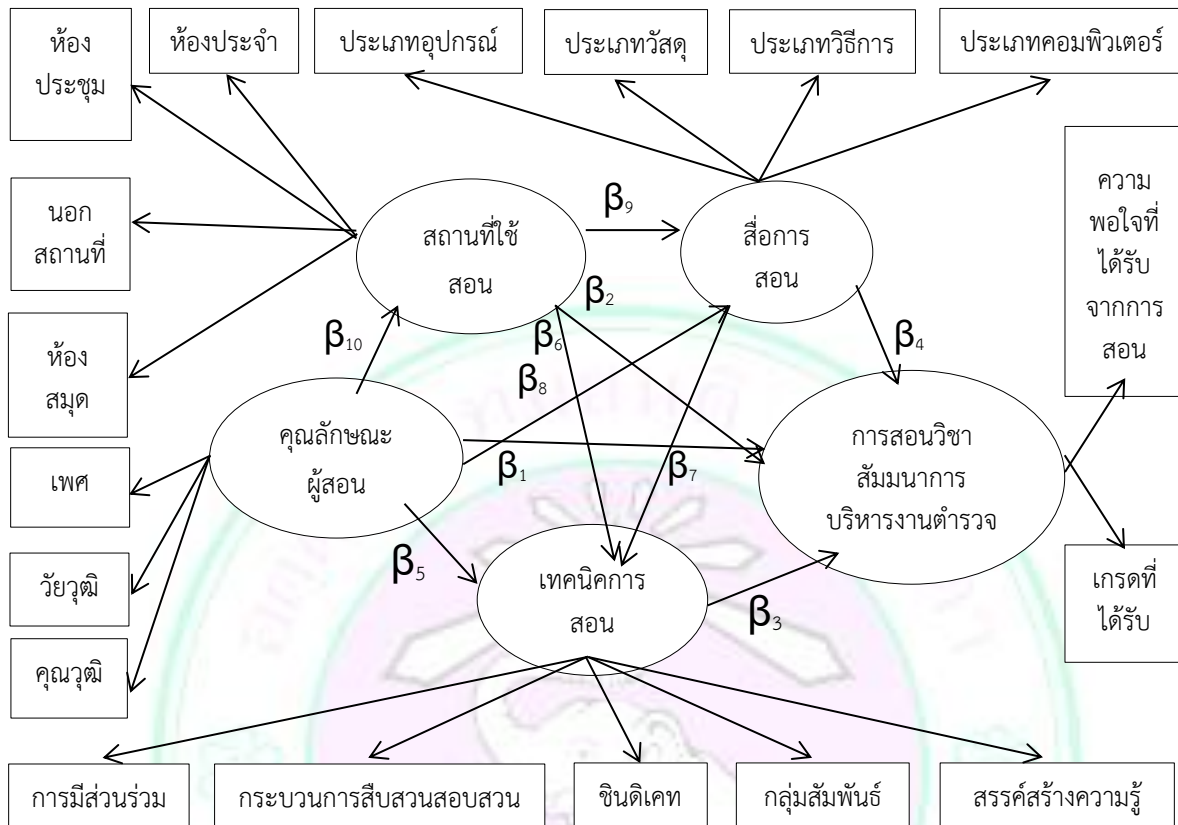 ห้อง
ประชุม
ห้องประจำ
ประเภทอุปกรณ์
ประเภทวัสดุ
ประเภทวิธีการ
ประเภทคอมพิวเตอร์
นอก
สถานที่
สถานที่ใช้
สอน
β9
สื่อการ
สอน
ความ
พอใจที่
ได้รับ
จากการ
สอน
ห้อง
สมุด
β10
β2
β6
β8
β4
คุณลักษณะ
ผู้สอน
การสอนวิชา
สัมมนาการ
บริหารงานตำรวจ
เพศ
β1
β7
วัยวุฒิ
β5
เทคนิคการ
สอน
β3
เกรดที่
ได้รับ
คุณวุฒิ
การมีส่วนร่วม
กระบวนการสืบสวนสอบสวน
ซินดิเคท
กลุ่มสัมพันธ์
สรรค์สร้างความรู้